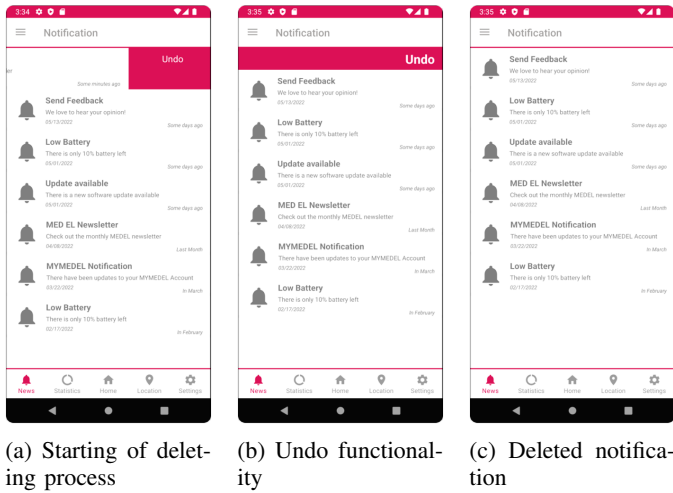 3:34
Notification
er
Some minutes ago
Undo
Send Feedback
We love to hear your opinion!
05/13/2022
Some days ago
Low Battery
There is only 10% battery left
05/01/2022
Some days ago
Update available
There is a new software update available
05/01/2022
Some days ago
MED EL Newsletter
Check out the monthly MEDEL newsletter
04/08/2022
Last Month
MYMEDEL Notification
There have been updates to your MYMEDEL Account
03/22/2022
In March
Low Battery
There is only 10% battery left
02/17/2022
In February
News Statistics Home Location Settings
(a) Starting of delet-
ing process
3:35
Notification
Undo
Send Feedback
We love to hear your opinion!
05/13/2022
Some days ago
Low Battery
There is only 10% battery left
05/01/2022
Some days ago
Update available
There is a new software update available
05/01/2022
Some days ago
MED EL Newsletter
Check out the monthly MEDEL newsletter
04/08/2022
Last Month
MYMEDEL Notification
There have been updates to your MYMEDEL Account
03/22/2022
In March
Low Battery
There is only 10% battery left
02/17/2022
In February
News Statistics Home Location Settings
(b) Undo functional-
ity
3:35
Notification
Send Feedback
We love to hear your opinion!
05/13/2022
Some days ago
Low Battery
There is only 10% battery left
05/01/2022
Some days ago
Update available
There is a new software update available
05/01/2022
Some days ago
MED EL Newsletter
Check out the monthly MEDEL newsletter
04/08/2022
Last Month
MYMEDEL Notification
There have been updates to your MYMEDEL Account
03/22/2022
In March
Low Battery
There is only 10% battery left
02/17/2022
In February
News Statistics Home Location Settings
(c) Deleted notifica-
tion